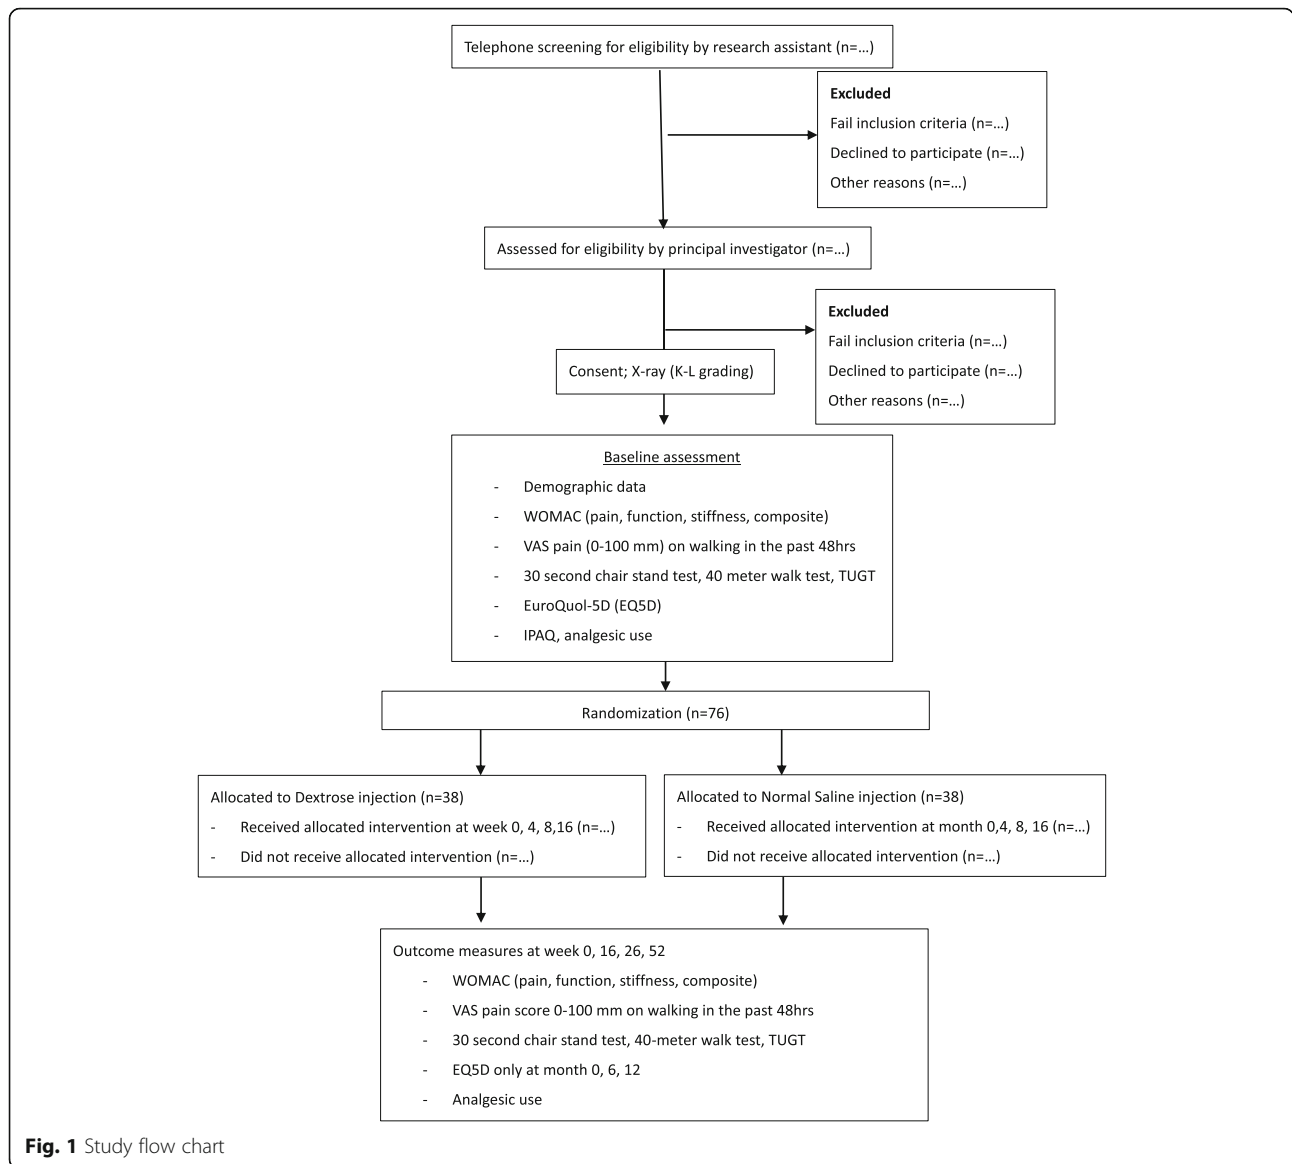 Telephone screening for eligibility by research assistant (n=…)
Excluded
Fail inclusion criteria (n=…)
Declined to participate (n=…)
Other reasons (n=…)
Assessed for eligibility by principal investigator (n=…)
Excluded
Fail inclusion criteria (n=…)
Declined to participate (n=…)
Other reasons (n=…)
Consent; X-ray (K-L grading)
Baseline assessment
- Demographic data
- WOMAC (pain, function, stiffness, composite)
- VAS pain (0-100 mm) on walking in the past 48hrs
- 30 second chair stand test, 40 meter walk test, TUGT
- EuroQuol-5D (EQ5D)
- IPAQ, analgesic use
Randomization (n=76)
Allocated to Dextrose injection (n=38)
- Received allocated intervention at week 0, 4, 8,16 (n=…)
- Did not receive allocated intervention (n=…)
Allocated to Normal Saline injection (n=38)
- Received allocated intervention at month 0,4, 8, 16 (n=…)
- Did not receive allocated intervention (n=…)
Outcome measures at week 0, 16, 26, 52
- WOMAC (pain, function, stiffness, composite)
- VAS pain score 0-100 mm on walking in the past 48hrs
- 30 second chair stand test, 40-meter walk test, TUGT
- EQ5D only at month 0, 6, 12
- Analgesic use
Fig. 1 Study flow chart